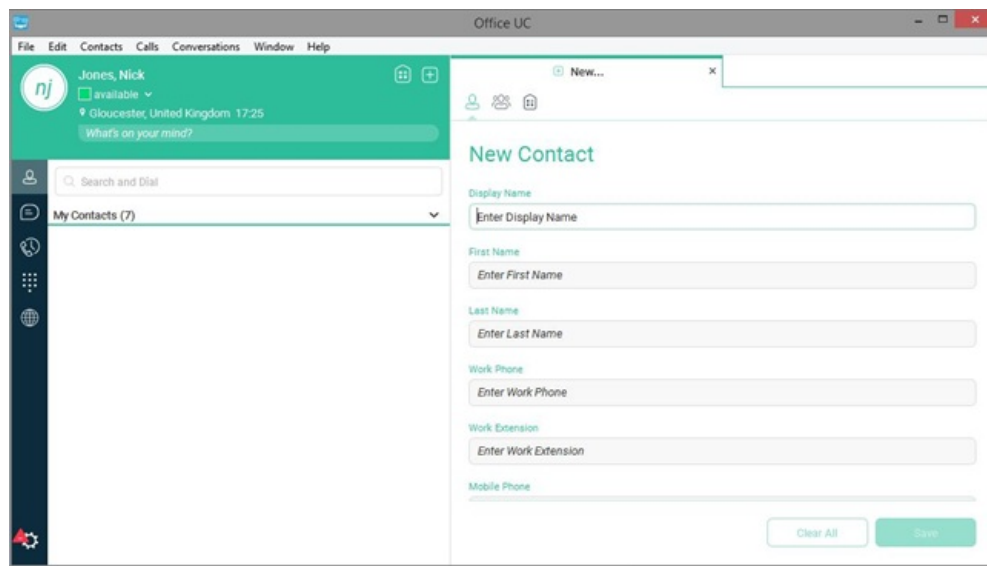 Office UC
File Edit Contacts Calls Conversations Window Help
nj
Jones, Nick
available
Gloucester, United Kingdom 17:25
What's on your mind?
Search and Dial
My Contacts (7)
New...
New Contact
Display Name
Enter Display Name
First Name
Enter First Name
Last Name
Enter Last Name
Work Phone
Enter Work Phone
Work Extension
Enter Work Extension
Mobile Phone
Clear All Save